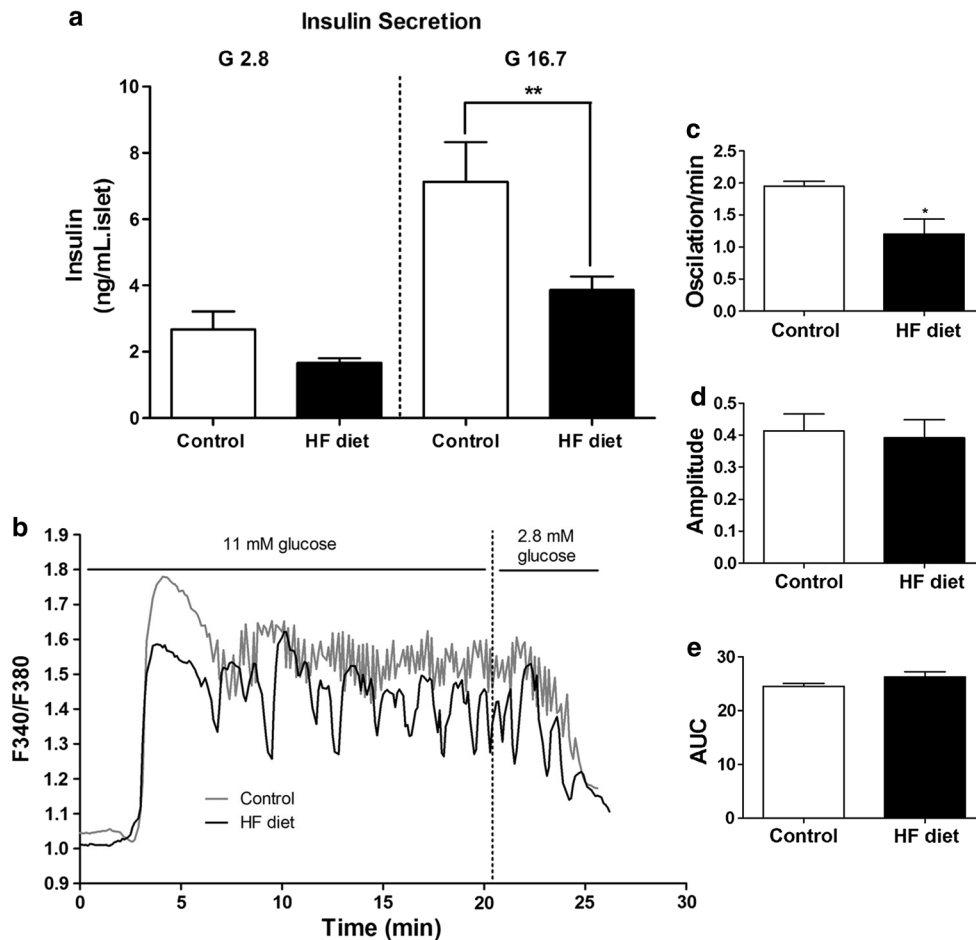 a
Insulin Secretion
G 2.8
G 16.7
Insulin
(ng/mL.islet)
10
8
6
4
2
0
**
Control
HF diet
Control
HF diet
b
F340/F380
1.9
1.8
1.7
1.6
1.5
1.4
1.3
1.2
1.1
1.0
0.9
11 mM glucose
2.8 mM
glucose
Control
HF diet
0
5
10
15
20
25
30
Time (min)
c
Oscilation/min
2.5
2.0
1.5
1.0
0.5
0.0
*
Control
HF diet
d
Amplitude
0.5
0.4
0.3
0.2
0.1
0.0
Control
HF diet
e
AUC
30
20
10
0
Control
HF diet